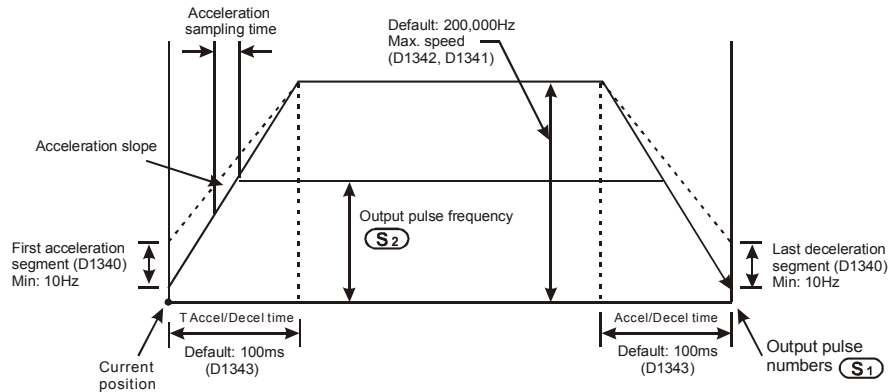 Acceleration
sampling time
Default: 200,000Hz
Max. speed
(D1342, D1341)
Acceleration slope
Output pulse frequency
S2
First acceleration
segment (D1340)
Min: 10Hz
Last deceleration
segment (D1340)
Min: 10Hz
T Accel/Decel time
Default: 100ms
(D1343)
Accel/Decel time
Default: 100ms
(D1343)
Current
position
Output pulse
numbers S1